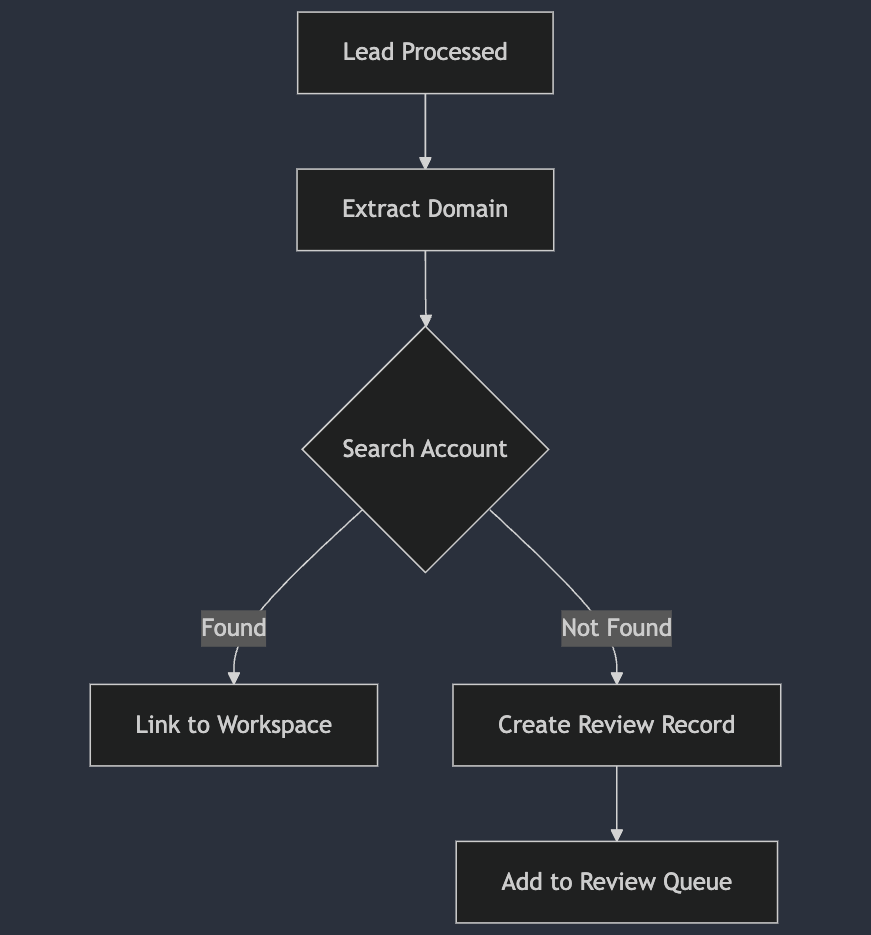 Lead Processed
Extract Domain
Search Account
Found
Not Found
Link to Workspace
Create Review Record
Add to Review Queue